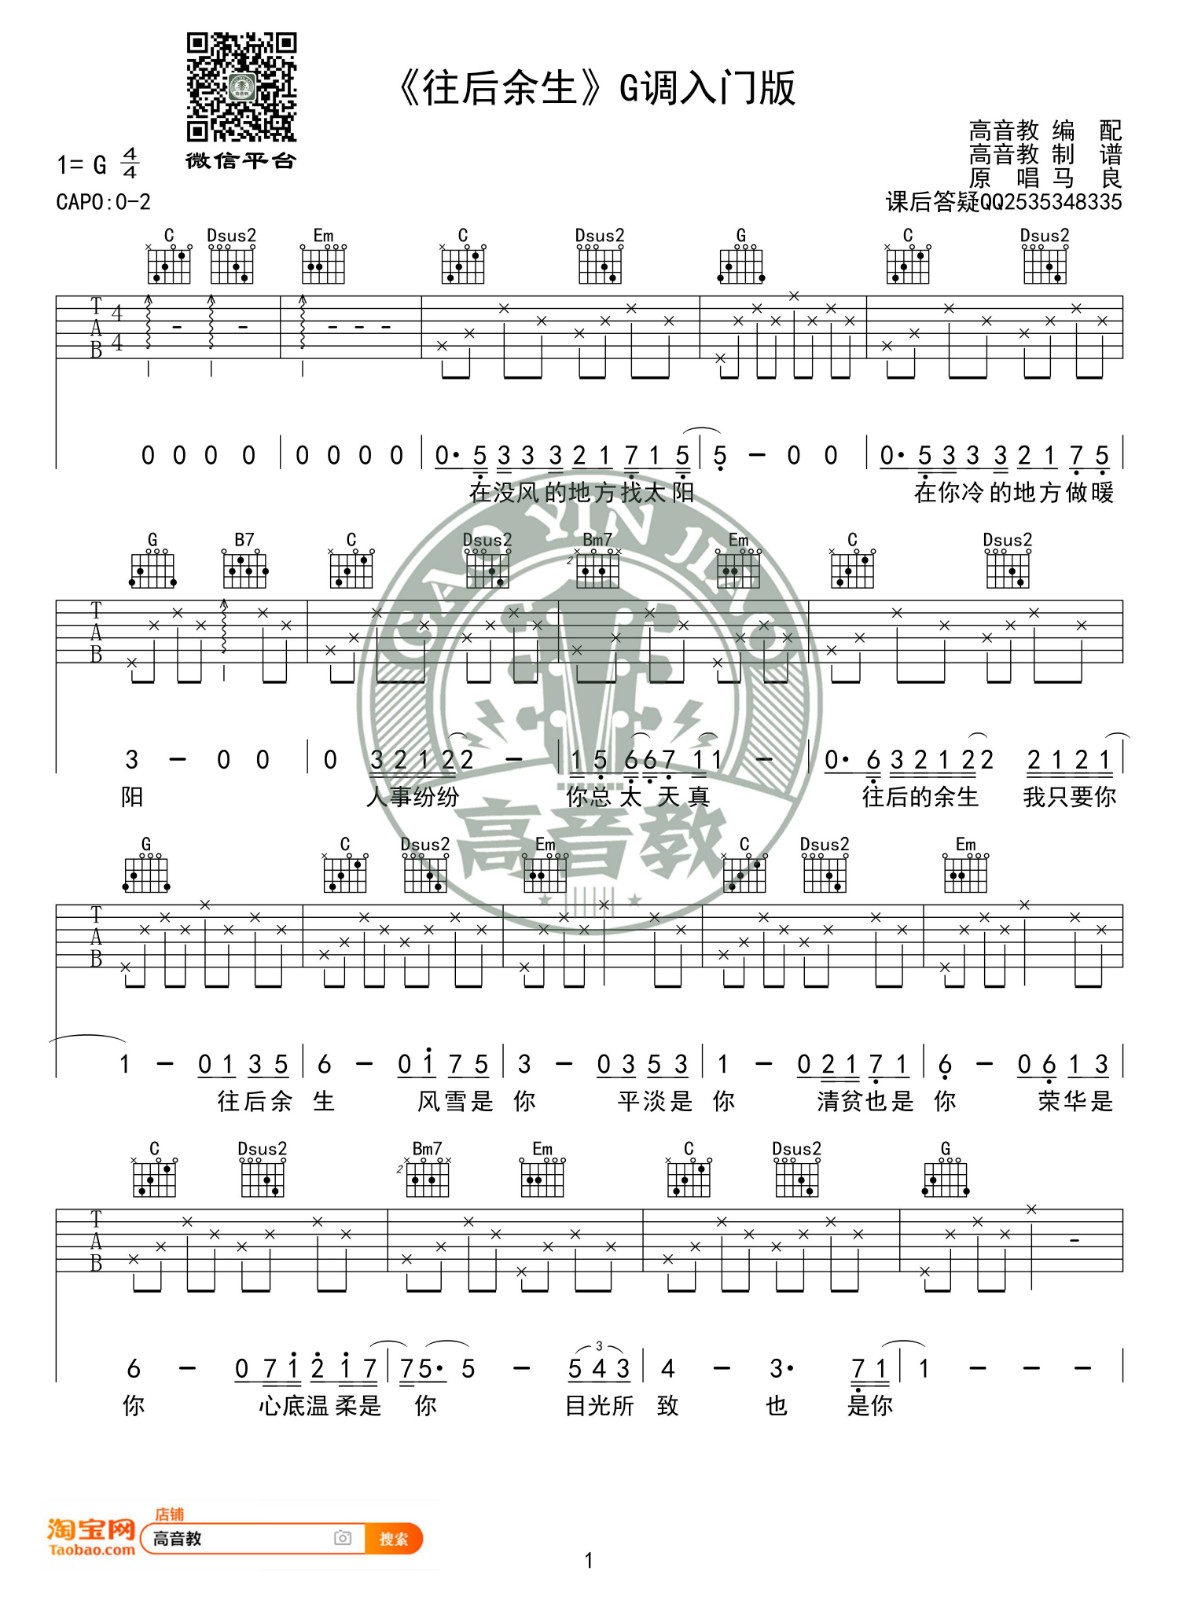 《往后余生》G调入门版
微信平台
高音教 编 配
高音教 制 谱
原 唱 马 良
课后答疑QQ2535348335
1= G 4/4
CAPO:0-2
C Dsus2 Em C Dsus2 G C Dsus2
T A B 4 4
0 0 0 0 0 0 0 0 0· 5 3 3 3 2 1 7 1 5 5 - 0 0 0· 5 3 3 3 2 1 7 5
在没风的地方找太阳 在你冷的地方做暖
G B7 C Dsus2 Bm7 Em C Dsus2
2
T A B
3 - 0 0 0 3 2 1 2 2 - 1 5 6 6 7 1 1 - 0· 6 3 2 1 2 2 2 1 2 1
阳 人事纷纷 你总太天真 往后的余生 我只要你
G C Dsus2 Em C Dsus2 Em
T A B
1 - 0 1 3 5 6 - 0 1 7 5 3 - 0 3 5 3 1 - 0 2 1 7 1 6 - 0 6 1 3
往后余 生 风雪是 你 平淡是 你 清贫也是 你 荣华是
C Dsus2 Bm7 Em C Dsus2 G
2
T A B
6 - 0 7 1 2 1 7 7 5· 5 - 5 4 3 4 - 3· 7 1 1 - - -
3
你 心底温柔是 你 目光所 致 也 是你
GAO YIN JIAO
高音教
淘宝网
Taobao.com
店铺
高音教
搜索
1